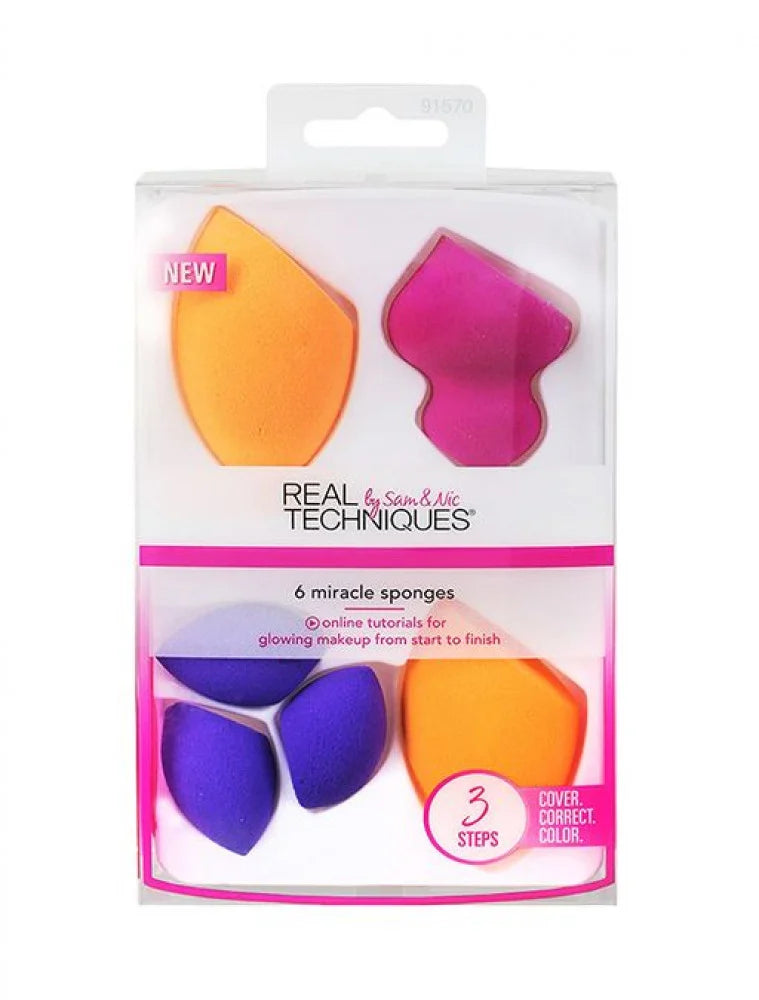 91570
NEW
REAL by Sam & Nic
TECHNIQUES®
6 miracle sponges
online tutorials for
glowing makeup from start to finish
3
STEPS
COVER.
CORRECT.
COLOR.